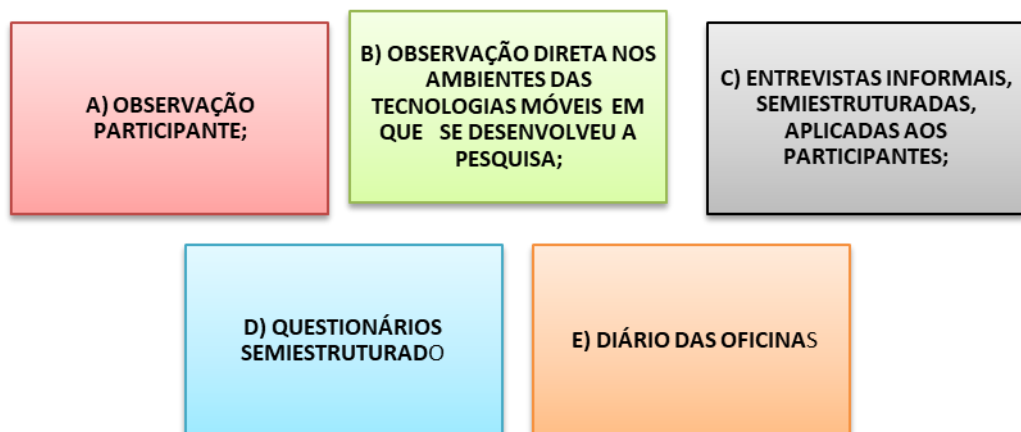 A) OBSERVAÇÃO
PARTICIPANTE;
B) OBSERVAÇÃO DIRETA NOS
AMBIENTES DAS
TECNOLOGIAS MÓVEIS EM
QUE SE DESENVOLVEU A
PESQUISA;
C) ENTREVISTAS INFORMAIS,
SEMIESTRUTURADAS,
APLICADAS AOS
PARTICIPANTES;
D) QUESTIONÁRIOS
SEMIESTRUTURADO
E) DIÁRIO DAS OFICINAS